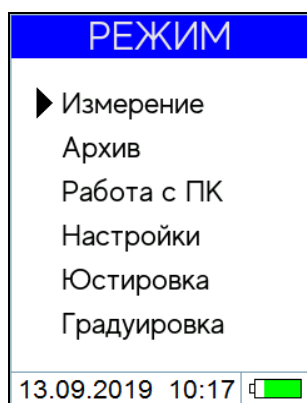 РЕЖИМ
Измерение
Архив
Работа с ПК
Настройки
Юстировка
Градуировка
13.09.2019 10:17